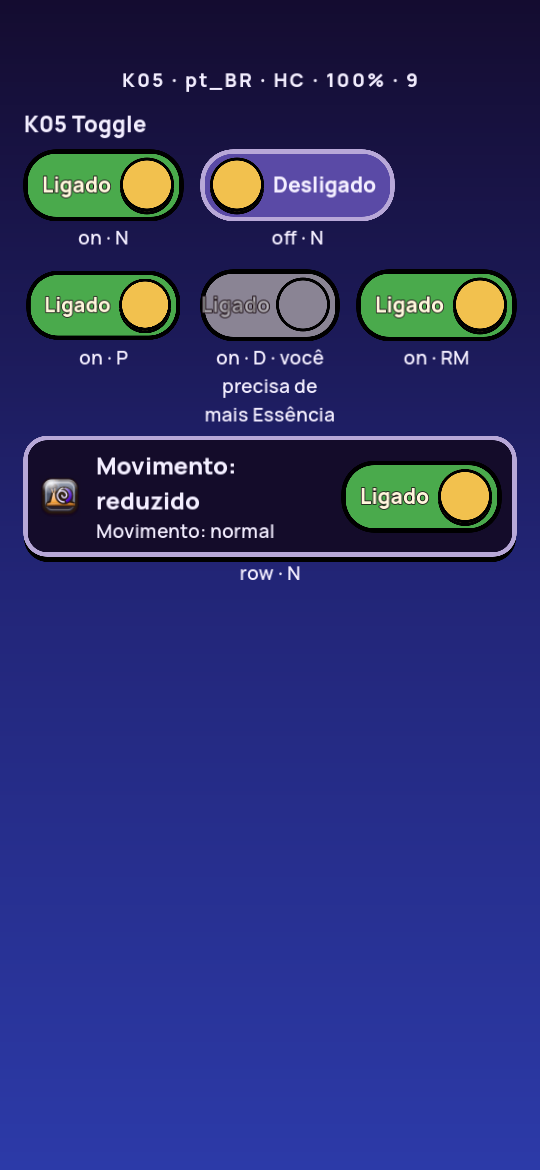 K05 · pt_BR · HC · 100% · 9
K05 Toggle
Ligado
Desligado
on · N
off · N
Ligado
Ligado
Ligado
on · P
on · D · você
precisa de
mais Essência
on · RM
Movimento:
reduzido
Movimento: normal
Ligado
row · N